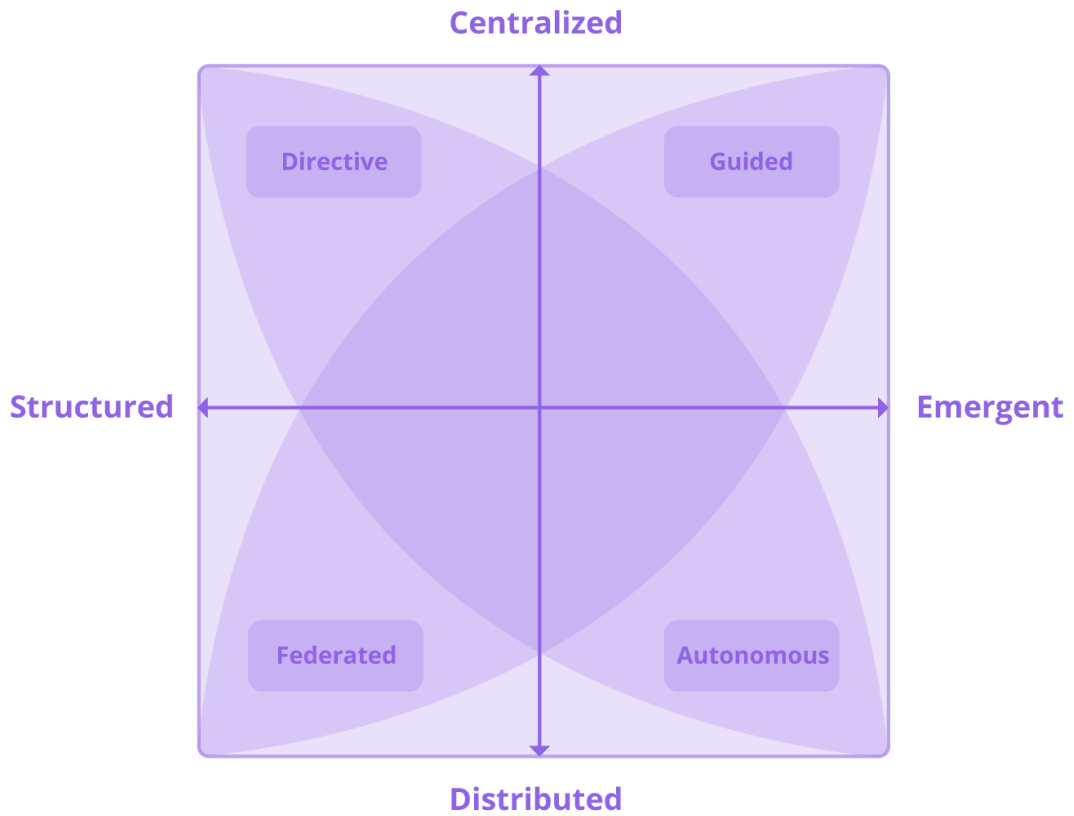 Centralized
Directive
Guided
Structured
Emergent
Federated
Autonomous
Distributed